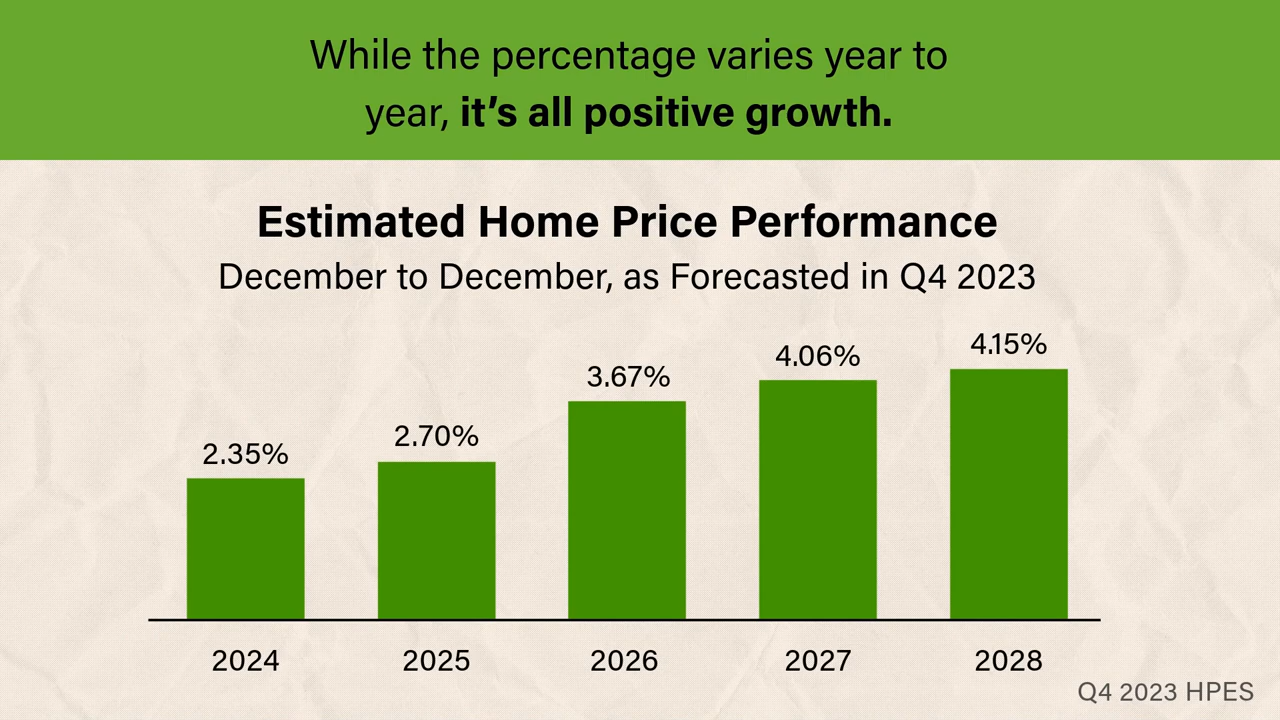 While the percentage varies year to
year, it’s all positive growth.
Estimated Home Price Performance
December to December, as Forecasted in Q4 2023
2.35%
2.70%
3.67%
4.06%
4.15%
2024
2025
2026
2027
2028
Q4 2023 HPES